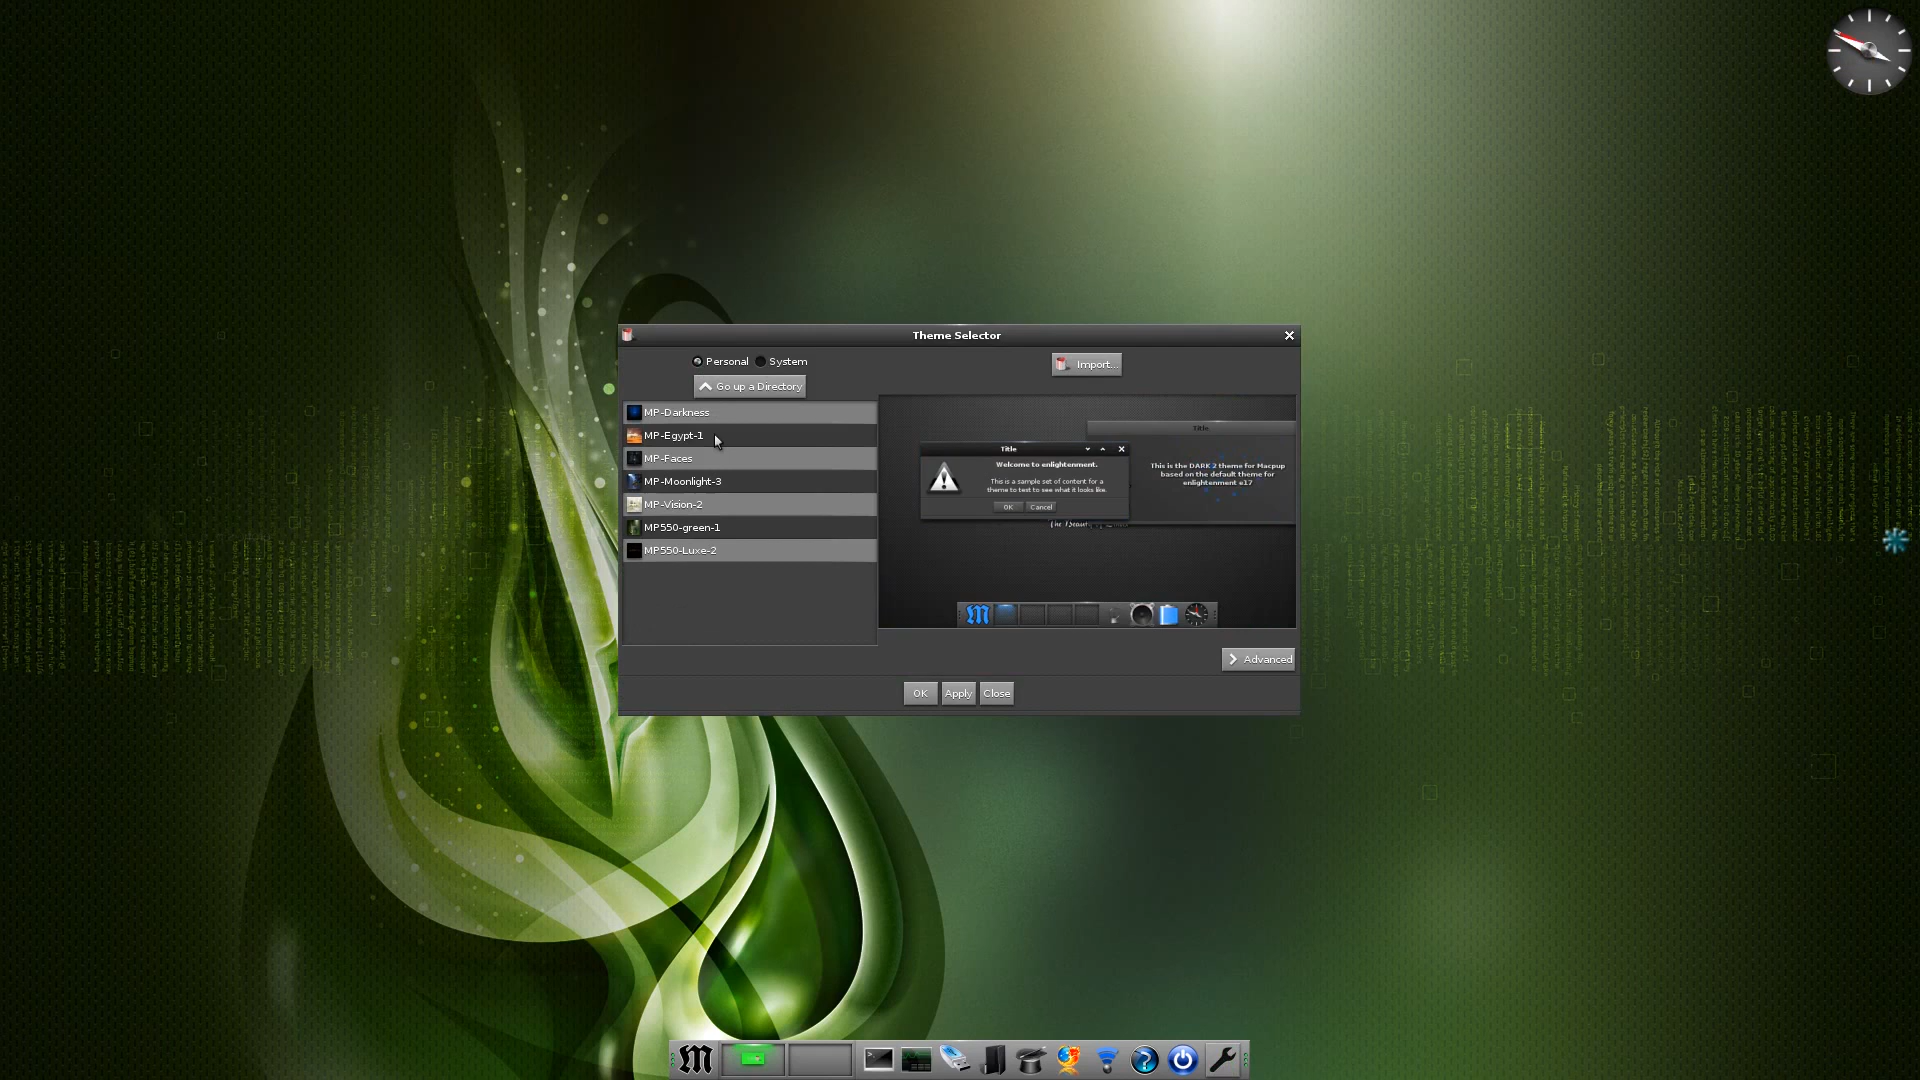 Theme Selector
Personal
System
Import...
Go up a Directory
MP-Darkness
MP-Egypt-1
MP-Faces
MP-Moonlight-3
MP-Vision-2
MP550-green-1
MP550-Luxe-2
Title
Title
Welcome to enlightenment.
This is a sample set of content for a
theme to test to see what it looks like.
OK
Cancel
This is the DARK 2 theme for Macpup
based on the default theme for
enlightenment e17
M
Advanced
OK
Apply
Close
M
?